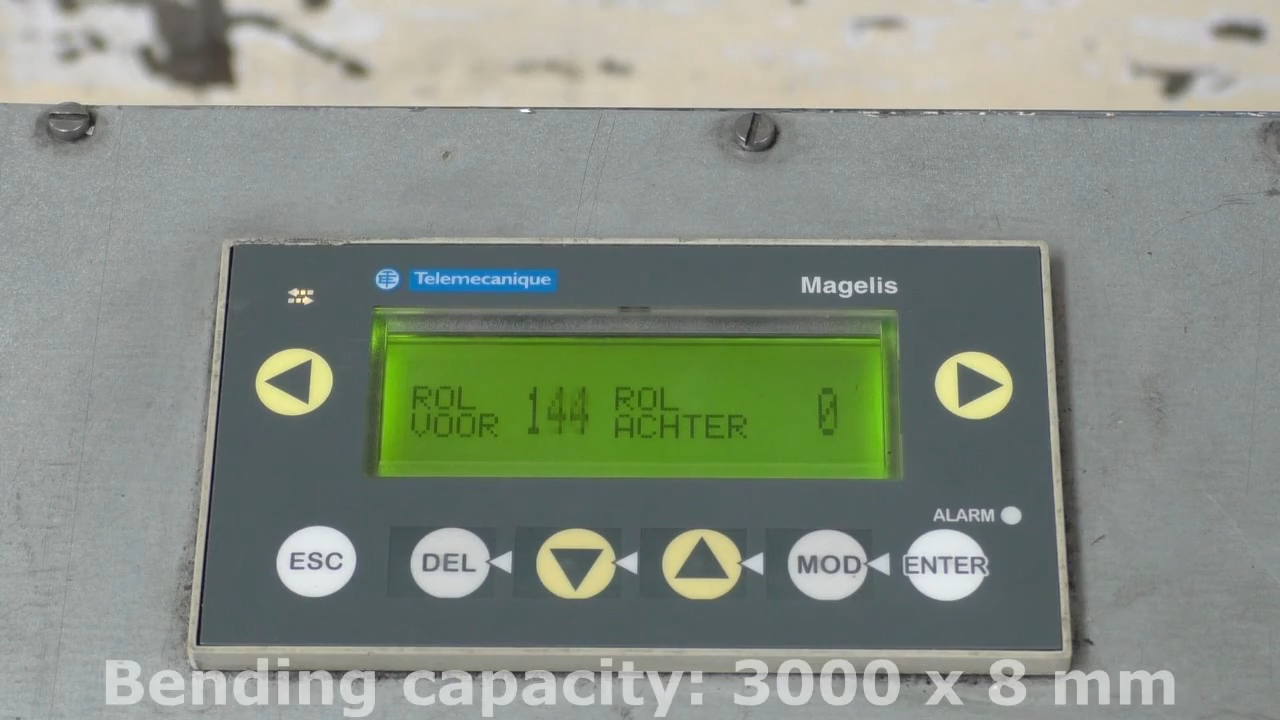 Telemecanique
Magelis
ROL VOOR 144 ROL ACHTER 0
ALARM
ESC DEL MOD ENTER
Bending capacity: 3000 x 8 mm